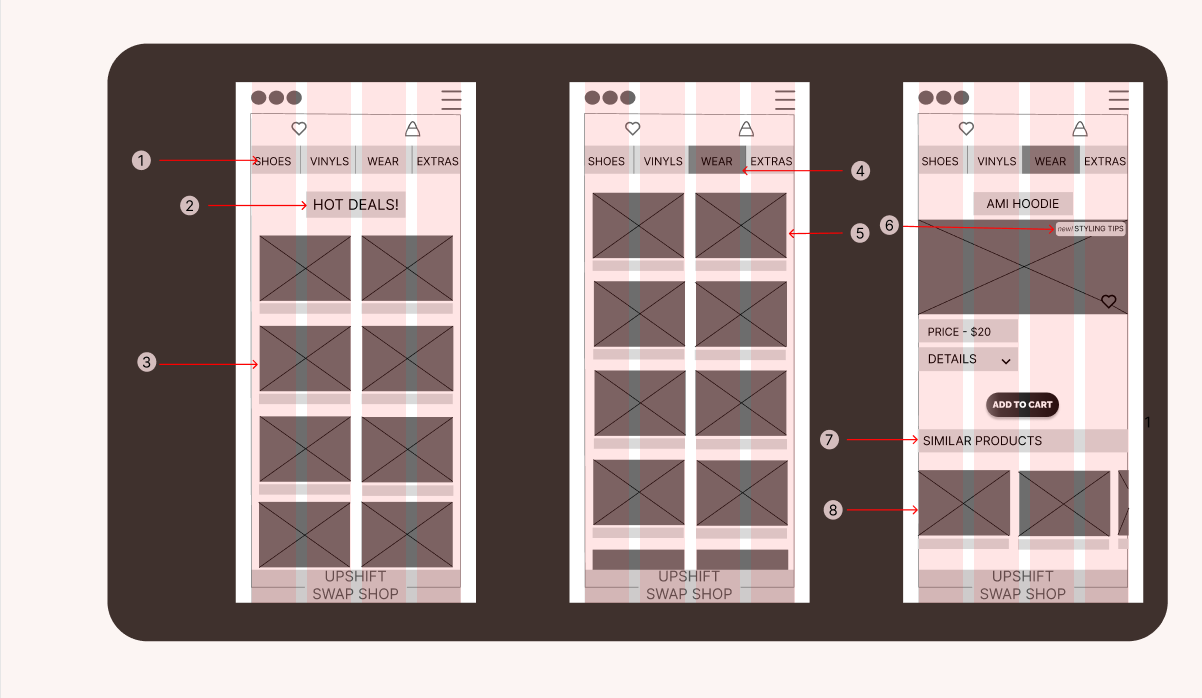 1
SHOES VINYLS WEAR EXTRAS
2
HOT DEALS!
3
UPSHIFT
SWAP SHOP
SHOES VINYLS WEAR EXTRAS
4
5
UPSHIFT
SWAP SHOP
SHOES VINYLS WEAR EXTRAS
AMI HOODIE
6
new! STYLING TIPS
PRICE - $20
DETAILS
ADD TO CART
1
7
SIMILAR PRODUCTS
8
UPSHIFT
SWAP SHOP